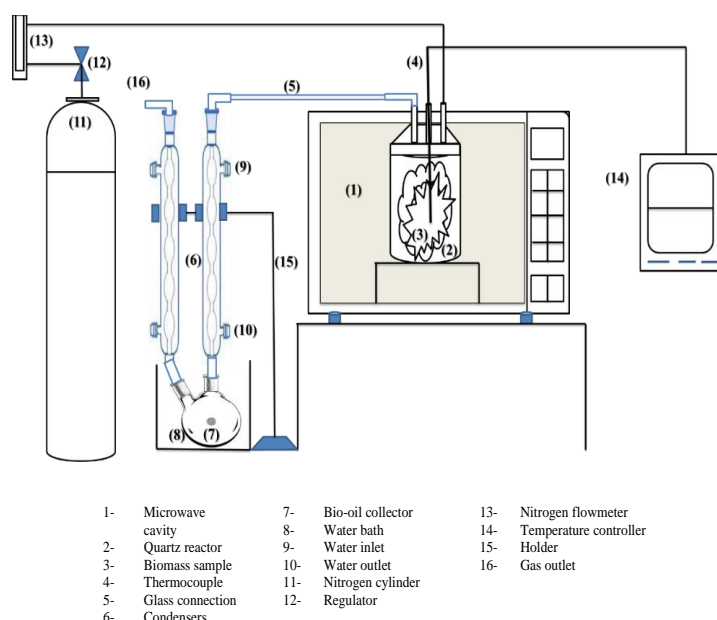 (13)
(12)
(4)
(16)
(5)
(11)
(9)
(1)
(14)
(3)
(2)
(6)
(15)
(10)
(8)
(7)
1- Microwave cavity
2- Quartz reactor
3- Biomass sample
4- Thermocouple
5- Glass connection
6- Condensers
7- Bio-oil collector
8- Water bath
9- Water inlet
10- Water outlet
11- Nitrogen cylinder
12- Regulator
13- Nitrogen flowmeter
14- Temperature controller
15- Holder
16- Gas outlet